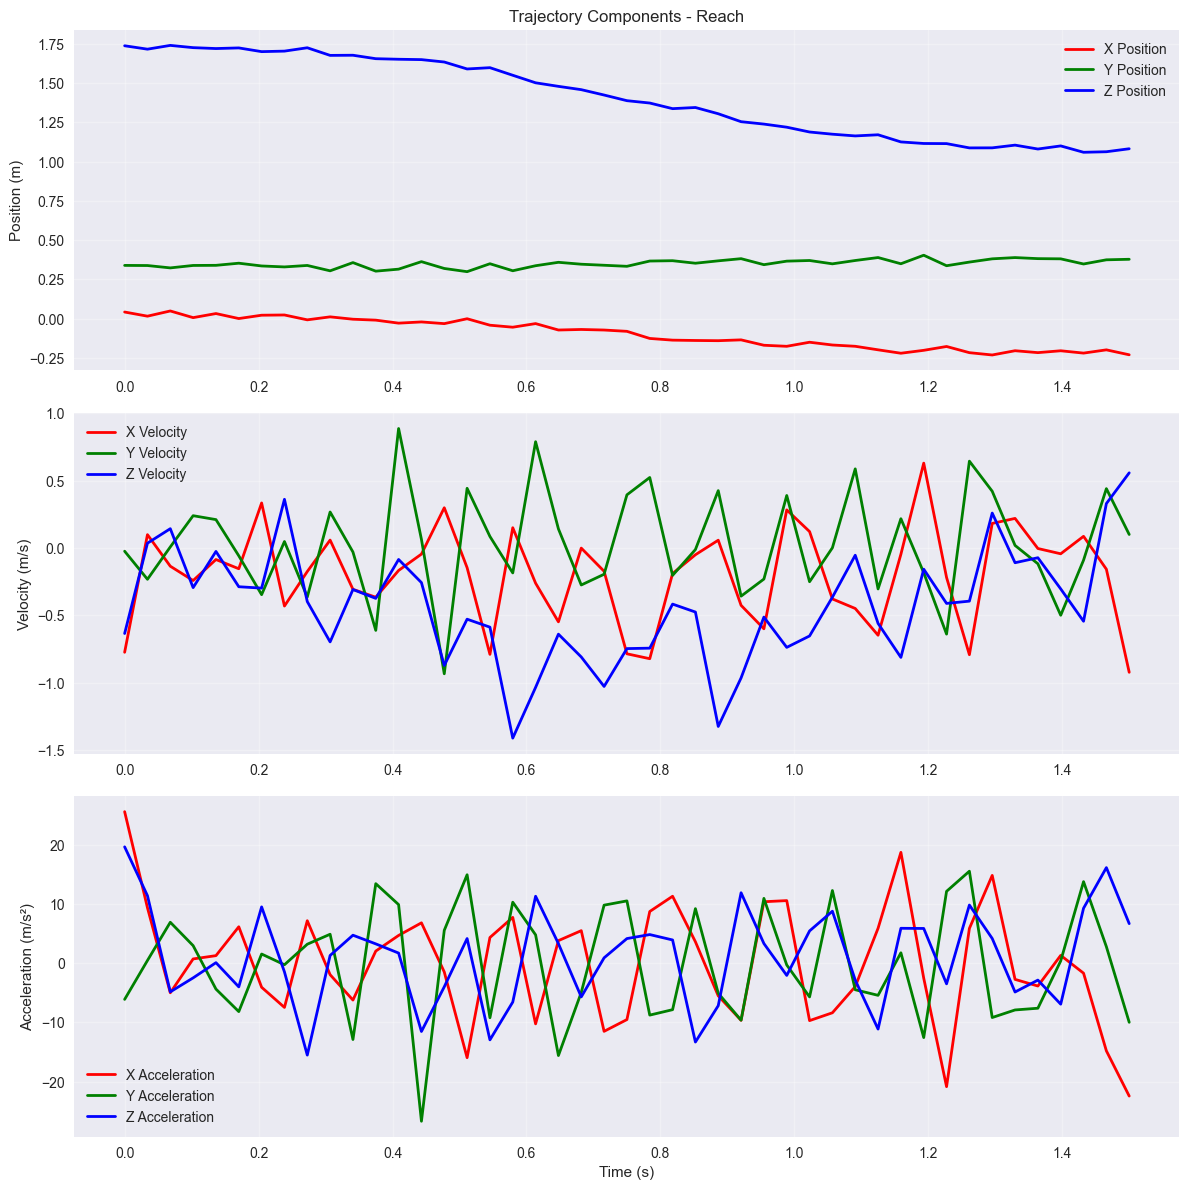 Trajectory Components - Reach
1.75
1.50
1.25
1.00
0.75
0.50
0.25
0.00
−0.25
Position (m)
X Position
Y Position
Z Position
0.0 0.2 0.4 0.6 0.8 1.0 1.2 1.4
1.0
0.5
0.0
−0.5
−1.0
−1.5
Velocity (m/s)
X Velocity
Y Velocity
Z Velocity
0.0 0.2 0.4 0.6 0.8 1.0 1.2 1.4
20
10
0
−10
−20
Acceleration (m/s²)
X Acceleration
Y Acceleration
Z Acceleration
0.0 0.2 0.4 0.6 0.8 1.0 1.2 1.4
Time (s)